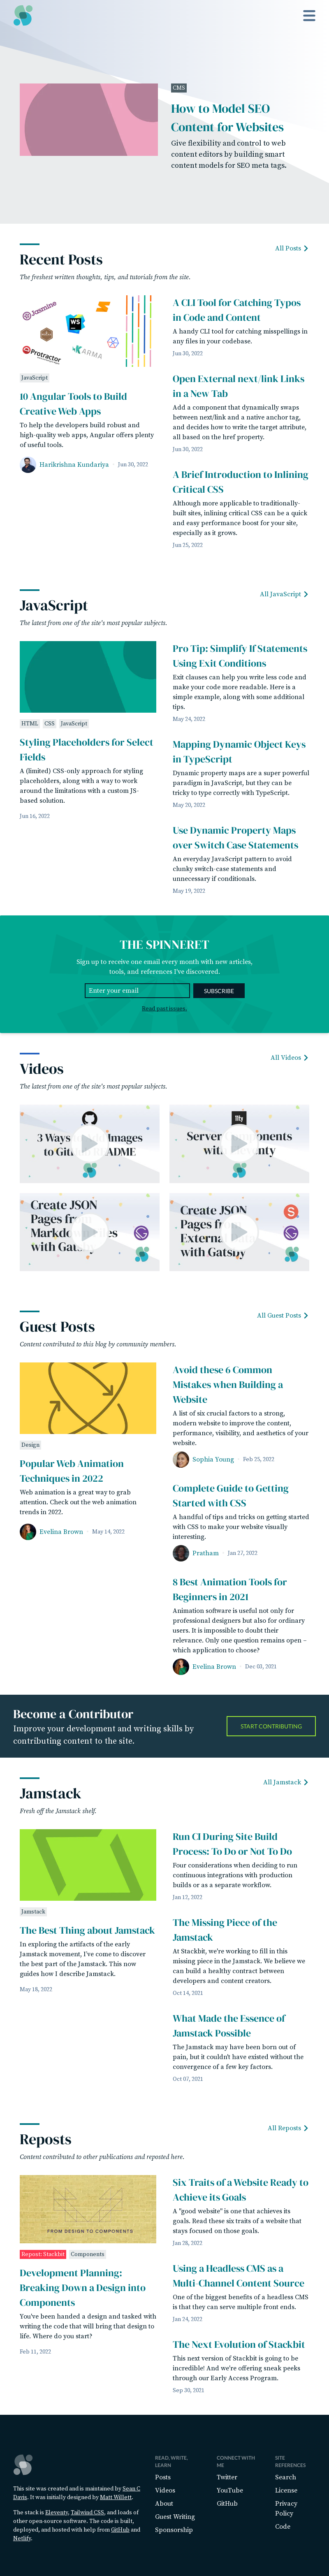 CMS
How to Model SEO
Content for Websites
Give flexibility and control to web
content editors by building smart
content models for SEO meta tags.
Recent Posts
All Posts
The freshest written thoughts, tips, and tutorials from the site.
Jasmine
WS
Protractor
KARMA
JavaScript
10 Angular Tools to Build
Creative Web Apps
To help the developers build robust and
high-quality web apps, Angular offers plenty
of useful tools.
Harikrishna Kundariya · Jun 30, 2022
A CLI Tool for Catching Typos
in Code and Content
A handy CLI tool for catching misspellings in
any files in your codebase.
Jun 30, 2022
Open External next/link Links
in a New Tab
Add a component that dynamically swaps
between next/link and a native anchor tag,
and decides how to write the target attribute,
all based on the href property.
Jun 30, 2022
A Brief Introduction to Inlining
Critical CSS
Although more applicable to traditionally-
built sites, inlining critical CSS can be a quick
and easy performance boost for your site,
especially as it grows.
Jun 25, 2022
JavaScript
All JavaScript
The latest from one of the site's most popular subjects.
HTML CSS JavaScript
Styling Placeholders for Select
Fields
A (limited) CSS-only approach for styling
placeholders, along with a way to work
around the limitations with a custom JS-
based solution.
Jun 16, 2022
Pro Tip: Simplify If Statements
Using Exit Conditions
Exit clauses can help you write less code and
make your code more readable. Here is a
simple example, along with some additional
tips.
May 24, 2022
Mapping Dynamic Object Keys
in TypeScript
Dynamic property maps are a super powerful
paradigm in JavaScript, but they can be
tricky to type correctly with TypeScript.
May 20, 2022
Use Dynamic Property Maps
over Switch Case Statements
An everyday JavaScript pattern to avoid
clunky switch-case statements and
unnecessary if conditionals.
May 19, 2022
THE SPINNERET
Sign up to receive one email every month with new articles,
tools, and references I've discovered.
Enter your email
SUBSCRIBE
Read past issues.
Videos
All Videos
The latest from one of the site's most popular subjects.
3 Ways Images
to Git ADME
11ty
Server onents
with enty
Create JSON
Pages fr
Markdo es
with Gatsby
Create JSON
Pages fr
Externa
with Gatsby
Guest Posts
All Guest Posts
Content contributed to this blog by community members.
Design
Popular Web Animation
Techniques in 2022
Web animation is a great way to grab
attention. Check out the web animation
trends in 2022.
Evelina Brown · May 14, 2022
Avoid these 6 Common
Mistakes when Building a
Website
A list of six crucial factors to a strong,
modern website to improve the content,
performance, visibility, and aesthetics of your
website.
Sophia Young · Feb 25, 2022
Complete Guide to Getting
Started with CSS
A handful of tips and tricks on getting started
with CSS to make your website visually
interesting.
Pratham · Jan 27, 2022
8 Best Animation Tools for
Beginners in 2021
Animation software is useful not only for
professional designers but also for ordinary
users. It is impossible to doubt their
relevance. Only one question remains open –
which application to choose?
Evelina Brown · Dec 03, 2021
Become a Contributor
Improve your development and writing skills by
contributing content to the site.
START CONTRIBUTING
Jamstack
All Jamstack
Fresh off the Jamstack shelf.
Jamstack
The Best Thing about Jamstack
In exploring the artifacts of the early
Jamstack movement, I've come to discover
the best part of the Jamstack. This now
guides how I describe Jamstack.
May 18, 2022
Run CI During Site Build
Process: To Do or Not To Do
Four considerations when deciding to run
continuous integrations with production
builds or as a separate workflow.
Jan 12, 2022
The Missing Piece of the
Jamstack
At Stackbit, we're working to fill in this
missing piece in the Jamstack. We believe we
can build a healthy contract between
developers and content creators.
Oct 14, 2021
What Made the Essence of
Jamstack Possible
The Jamstack may have been born out of
pain, but it couldn't have existed without the
convergence of a few key factors.
Oct 07, 2021
Reposts
All Reposts
Content contributed to other publications and reposted here.
FROM DESIGN TO COMPONENTS
Repost: Stackbit Components
Development Planning:
Breaking Down a Design into
Components
You've been handed a design and tasked with
writing the code that will bring that design to
life. Where do you start?
Feb 11, 2022
Six Traits of a Website Ready to
Achieve its Goals
A "good website" is one that achieves its
goals. Read these six traits of a website that
stays focused on those goals.
Jan 28, 2022
Using a Headless CMS as a
Multi-Channel Content Source
One of the biggest benefits of a headless CMS
is that they can serve multiple front ends.
Jan 24, 2022
The Next Evolution of Stackbit
This next version of Stackbit is going to be
incredible! And we're offering sneak peeks
through our Early Access Program.
Sep 30, 2021
This site was created and is maintained by Sean C
Davis. It was initially designed by Matt Willett.
The stack is Eleventy, Tailwind CSS, and loads of
other open-source software. The code is built,
deployed, and hosted with help from GitHub and
Netlify.
READ, WRITE,
LEARN
Posts
Videos
About
Guest Writing
Sponsorship
CONNECT WITH
ME
Twitter
YouTube
GitHub
SITE
REFERENCES
Search
License
Privacy
Policy
Code